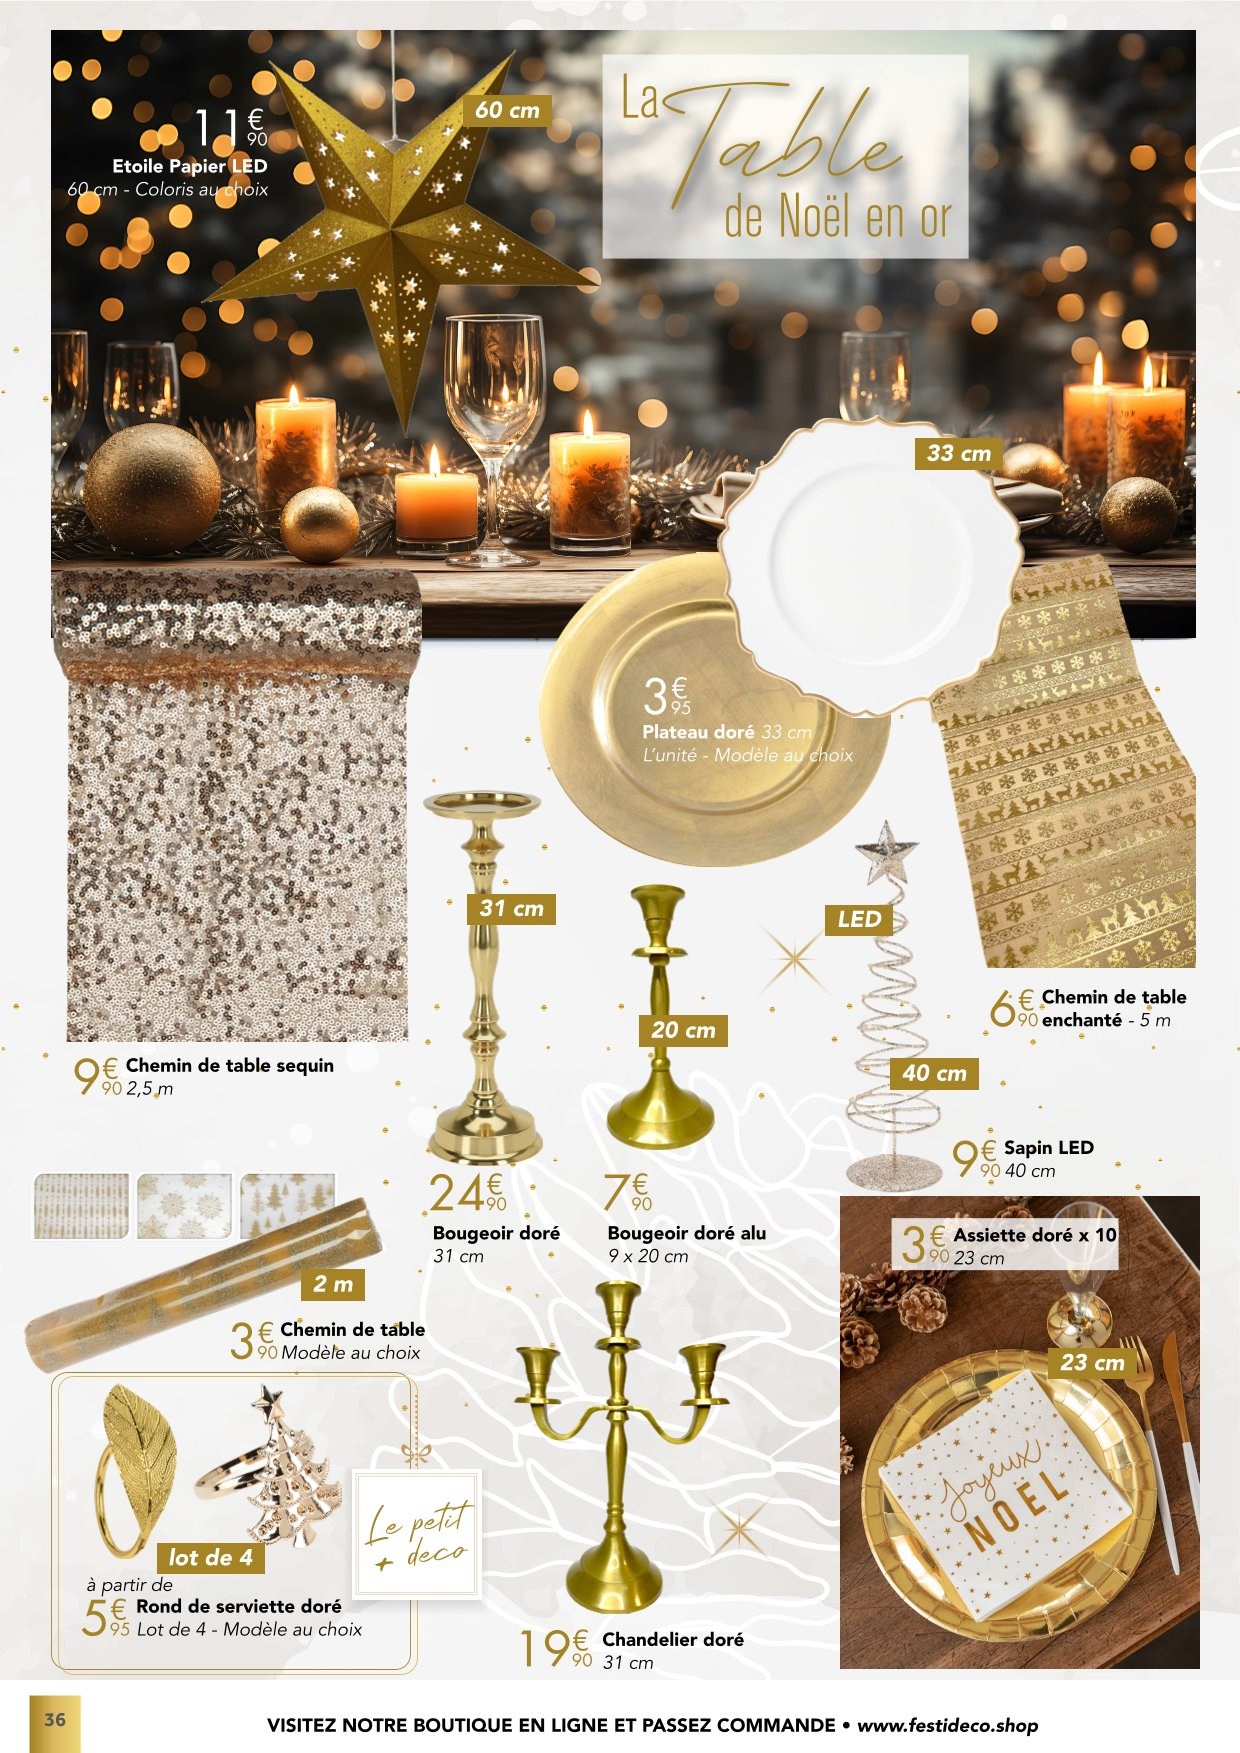 La Table
de Noël en or
11€90
Etoile Papier LED
60 cm - Coloris au choix
60 cm
33 cm
3€95
Plateau doré 33 cm
L'unité - Modèle au choix
31 cm
20 cm
LED
40 cm
6€90 Chemin de table
enchanté - 5 m
9€90 Chemin de table sequin
2,5 m
9€90 Sapin LED
40 cm
24€90
Bougeoir doré
31 cm
7€90
Bougeoir doré alu
9 x 20 cm
3€90 Assiette doré x 10
23 cm
23 cm
Joyeux
NOËL
2 m
3€90 Chemin de table
Modèle au choix
Le petit
+ deco
lot de 4
à partir de
5€95 Rond de serviette doré
Lot de 4 - Modèle au choix
19€90 Chandelier doré
31 cm
36
VISITEZ NOTRE BOUTIQUE EN LIGNE ET PASSEZ COMMANDE • www.festideco.shop